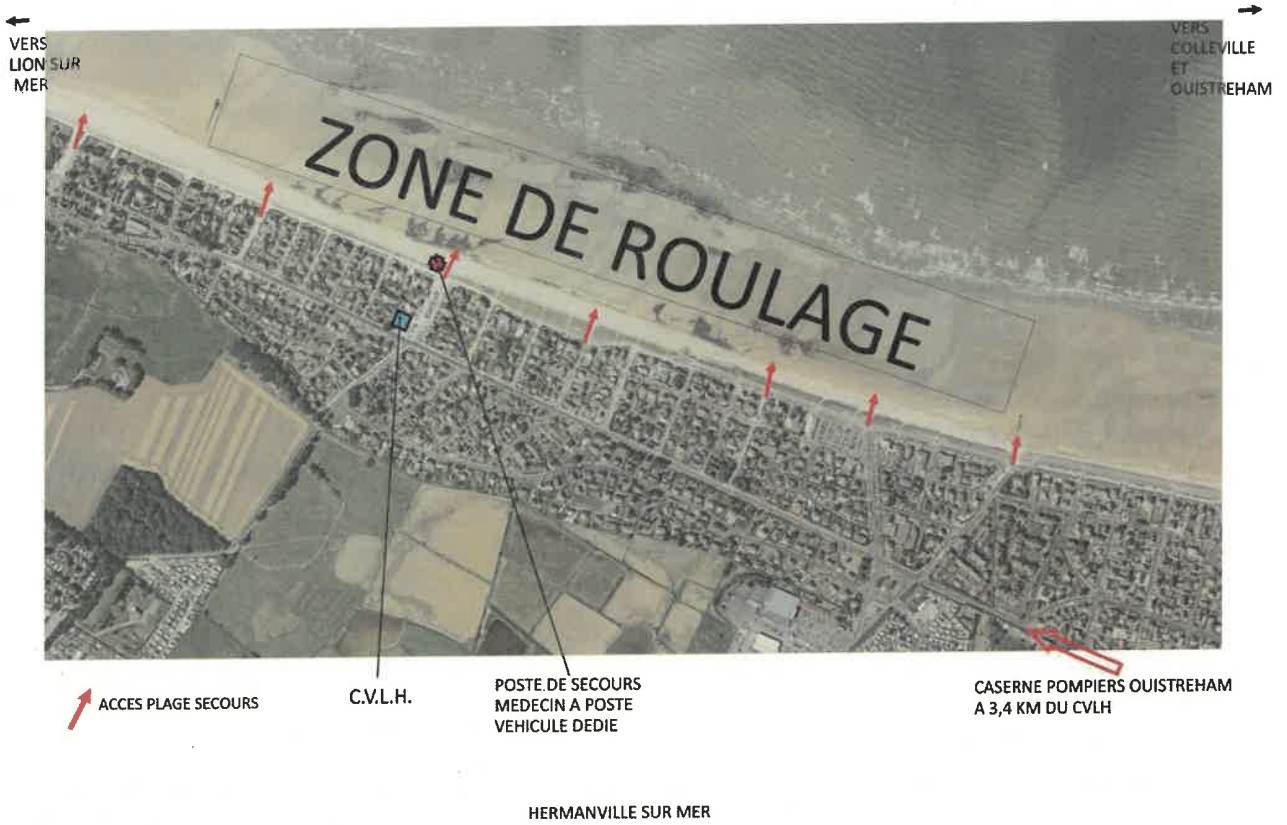 VERS
LION SUR
MER
VERS
COLLEVILLE
ET
OUISTREHAM
ZONE DE ROULAGE
ACCES PLAGE SECOURS
C.V.L.H.
POSTE DE SECOURS
MEDECIN A POSTE
VEHICULE DEDIE
CASERNE POMPIERS OUISTREHAM
A 3,4 KM DU CVLH
HERMANVILLE SUR MER